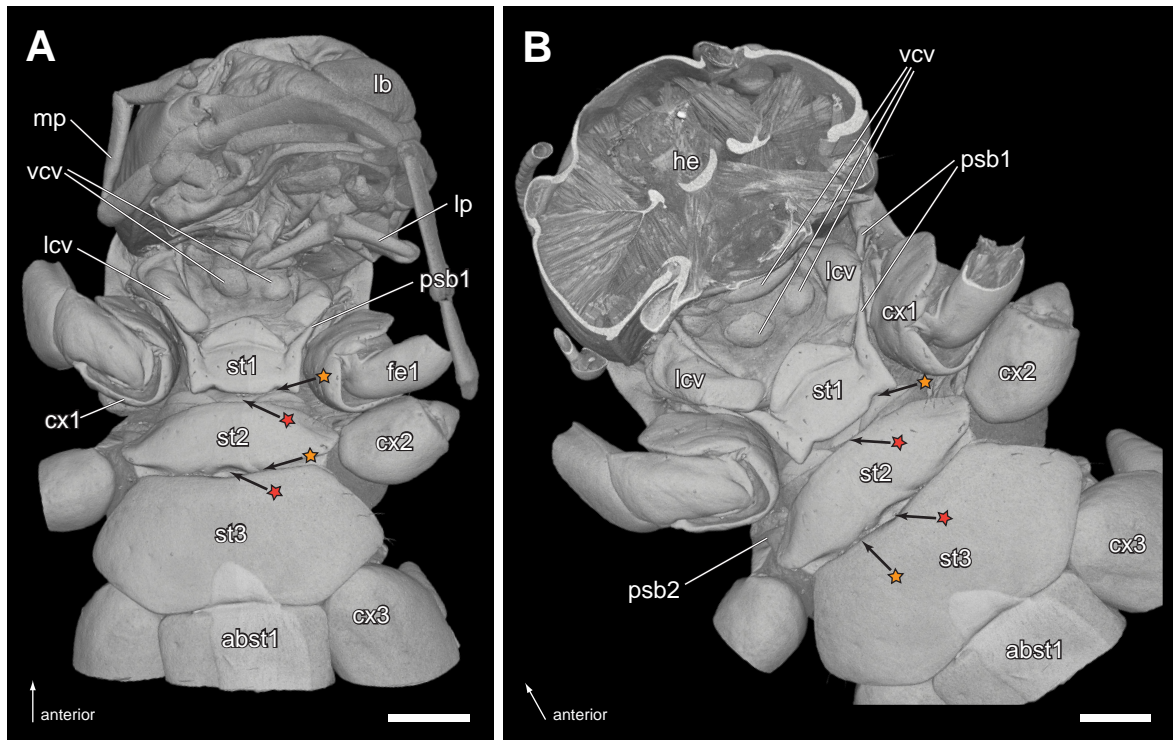 A
lb
mp
vcv
lp
lcv
psb1
st1
fe1
cx1
st2
cx2
st3
cx3
abst1
anterior
B
vcv
he
psb1
lcv
cx1
cx2
lcv
st1
st2
st3
cx3
psb2
abst1
anterior